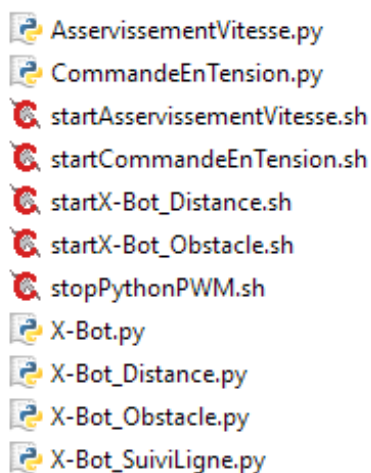 AsservissementVitesse.py
CommandeEnTension.py
startAsservissementVitesse.sh
startCommandeEnTension.sh
startX-Bot_Distance.sh
startX-Bot_Obstacle.sh
stopPythonPWM.sh
X-Bot.py
X-Bot_Distance.py
X-Bot_Obstacle.py
X-Bot_SuiviLigne.py